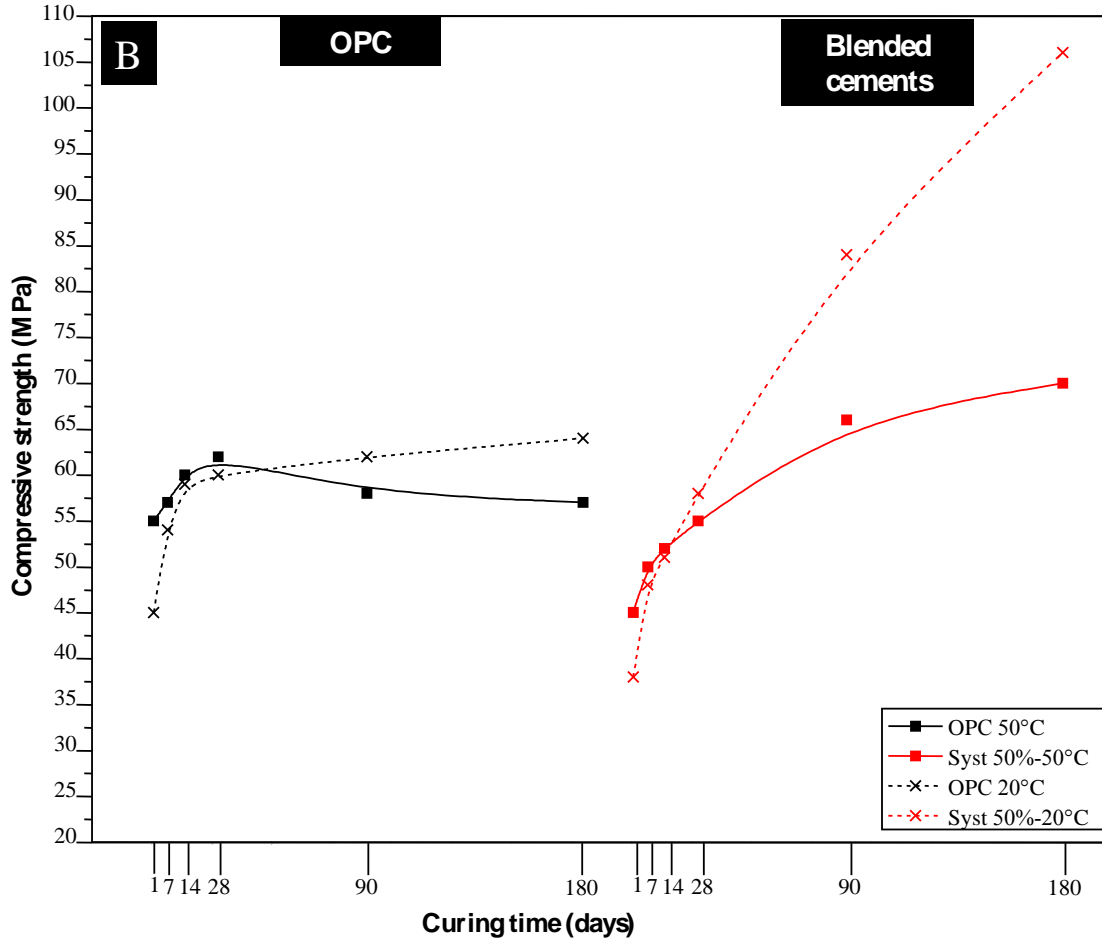 B
OPC
Blended
cements
110
105
100
95
90
85
80
75
70
65
60
55
50
45
40
35
30
25
20
Compressive strength (MPa)
OPC 50°C
Syst 50%-50°C
OPC 20°C
Syst 50%-20°C
1 7 14 28 90 180 1 7 14 28 90 180
Curing time (days)